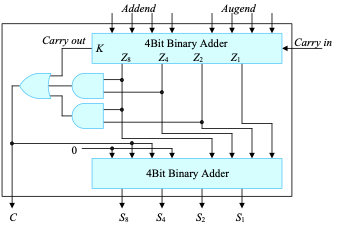 Addend Augend
Carry out 4Bit Binary Adder Carry in
K Z8 Z4 Z2 Z1
0
4Bit Binary Adder
C S8 S4 S2 S1